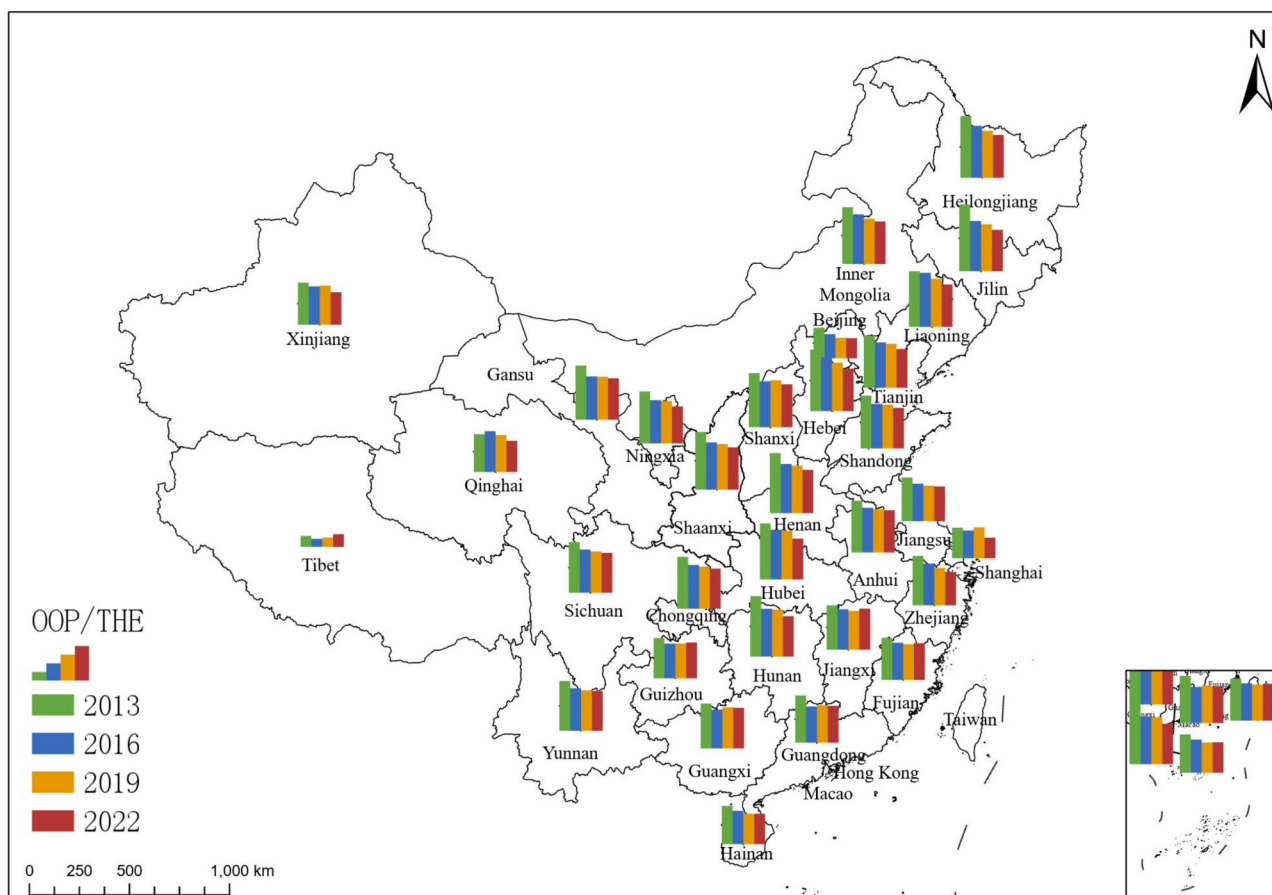 N
Heilongjiang
Jilin
Inner
Mongolia
Liaoning
Beijing
Xinjiang
Gansu
Tianjin
Hebei
Shanxi
Shandong
Ningxia
Qinghai
Shaanxi
Henan
Jiangsu
Tibet
Shanghai
Anhui
Sichuan
Hubei
Chongqing
Zhejiang
Jiangxi
Hunan
Guizhou
Fujian
Taiwan
Yunnan
Guangxi
Guangdong
Hong Kong
Macao
Hainan
OOP/THE
2013
2016
2019
2022
0 250 500 1,000 km
Macao